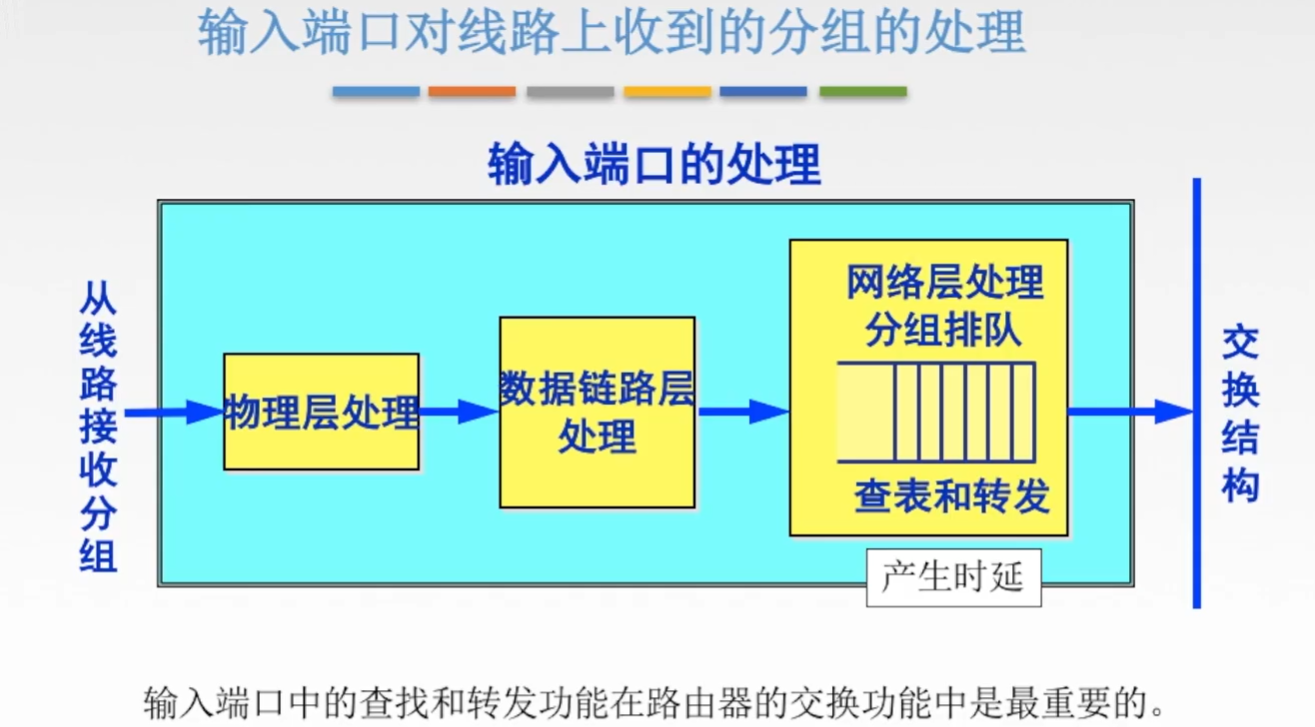 输入端口对线路上收到的分组的处理
输入端口的处理
从线路接收分组
物理层处理
数据链路层
处理
网络层处理
分组排队
查表和转发
产生时延
交换结构
输入端口中的查找和转发功能在路由器的交换功能中是最重要的。